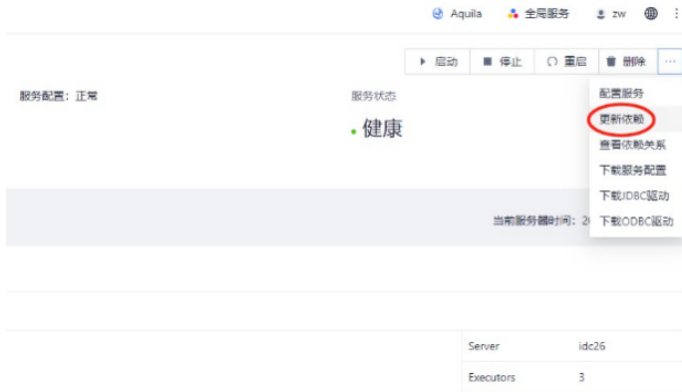 Aquila 全局服务 zw
启动 停止 重启 删除 ...
服务配置: 正常
服务状态
健康
配置服务
更新依赖
查看依赖关系
下载服务配置
下载JDBC驱动
下载ODBC驱动
当前服务器时间: 2
Server idc26
Executors 3